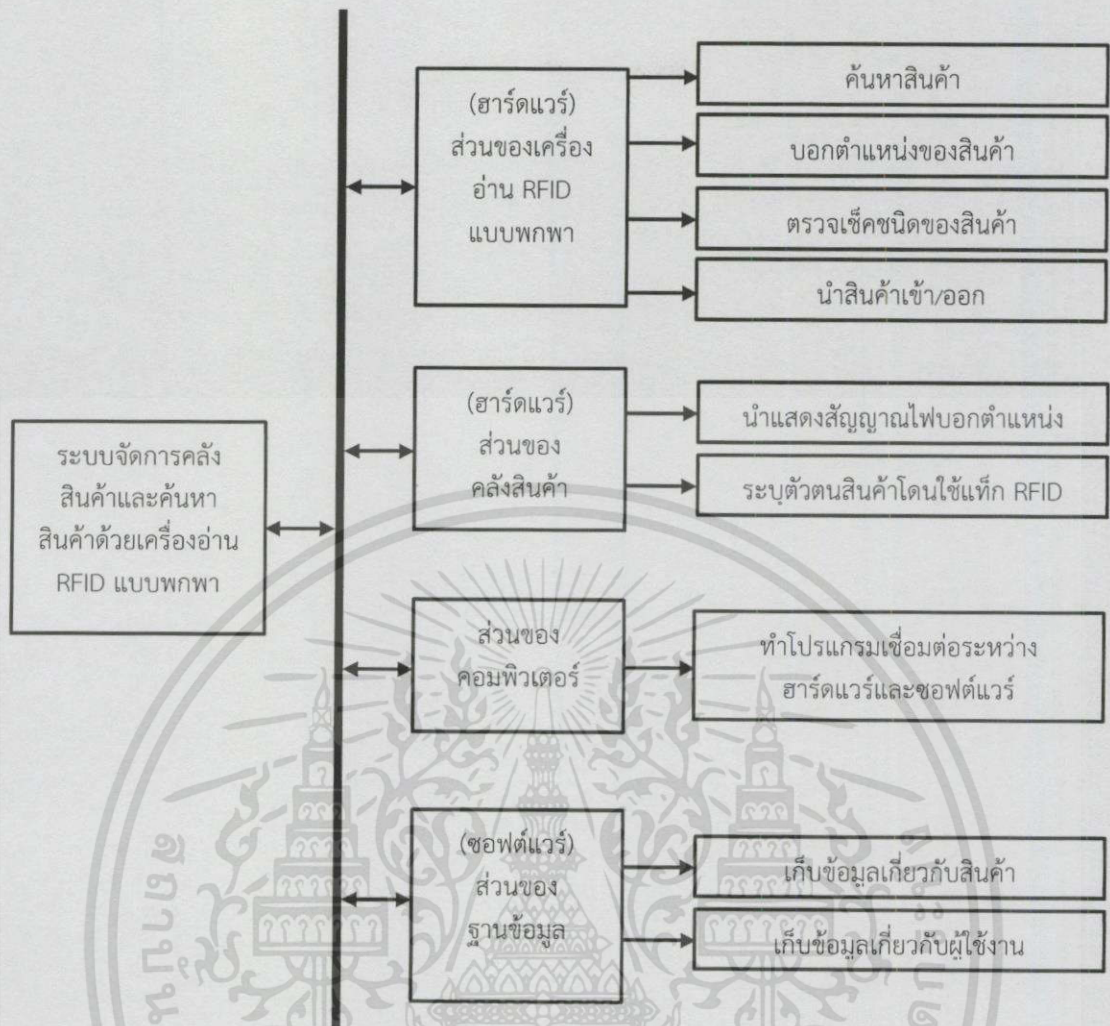 (ฮาร์ดแวร์)
ส่วนของเครื่อง
อ่าน RFID
แบบพกพา
ค้นหาสินค้า
บอกตำแหน่งของสินค้า
ตรวจเช็คชนิดของสินค้า
นำสินค้าเข้า/ออก
ระบบจัดการคลัง
สินค้าและค้นหา
สินค้าด้วยเครื่องอ่าน
RFID แบบพกพา
(ฮาร์ดแวร์)
ส่วนของ
คลังสินค้า
นำแสดงสัญญาณไฟบอกตำแหน่ง
ระบุตัวตนสินค้าโดนใช้แท็ก RFID
ส่วนของ
คอมพิวเตอร์
ทำโปรแกรมเชื่อมต่อระหว่าง
ฮาร์ดแวร์และซอฟต์แวร์
(ซอฟต์แวร์)
ส่วนของ
ฐานข้อมูล
เก็บข้อมูลเกี่ยวกับสินค้า
เก็บข้อมูลเกี่ยวกับผู้ใช้งาน